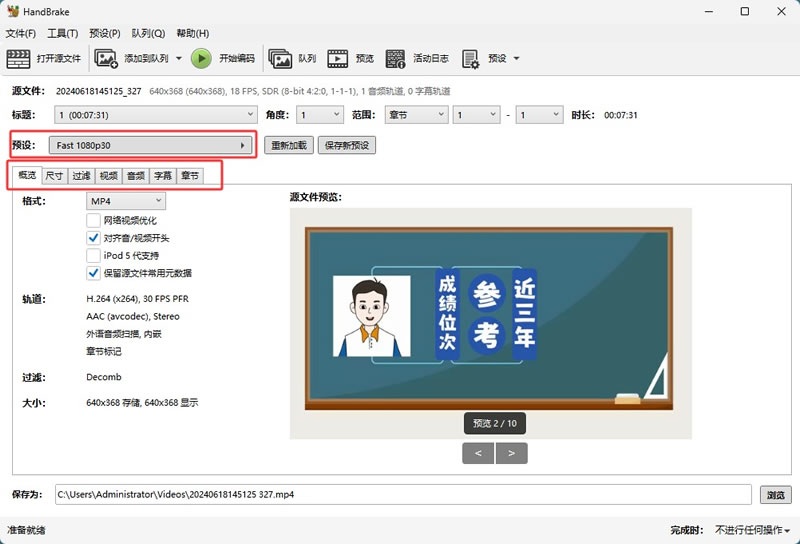 HandBrake
文件(F) 工具(T) 预设(P) 队列(Q) 帮助(H)
打开源文件 添加到队列 开始编码 队列 预览 活动日志 预设
源文件: 20240618145125_327 640x368 (640x368), 18 FPS, SDR (8-bit 4:2:0, 1-1-1), 1 音频轨道, 0 字幕轨道
标题: 1 (00:07:31) 角度: 1 范围: 章节 1 - 1 时长: 00:07:31
预设: Fast 1080p30 重新加载 保存新预设
概览 尺寸 过滤 视频 音频 字幕 章节
格式: MP4
网络视频优化
对齐音/视频开头
iPod 5 代支持
保留源文件常用元数据
轨道: H.264 (x264), 30 FPS PFR
AAC (avcodec), Stereo
外语音频扫描, 内嵌
章节标记
过滤: Decomb
大小: 640x368 存储, 640x368 显示
源文件预览:
近三年
参考
成绩位次
预览 2 / 10
< >
保存为: C:\Users\Administrator\Videos\20240618145125 327.mp4 浏览
准备就绪 完成时: 不进行任何操作